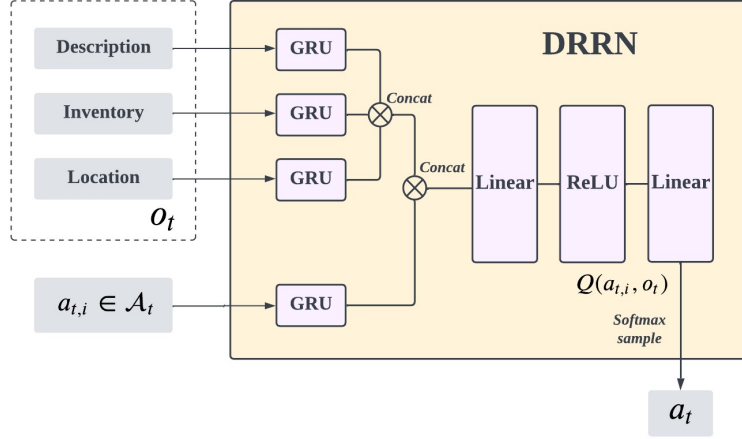 Description
Inventory
Location
o_t
a_{t,i} ∈ 𝒜_t
GRU
GRU
GRU
GRU
Concat
Concat
DRRN
Linear
ReLU
Linear
Q(a_{t,i}, o_t)
Softmax
sample
a_t